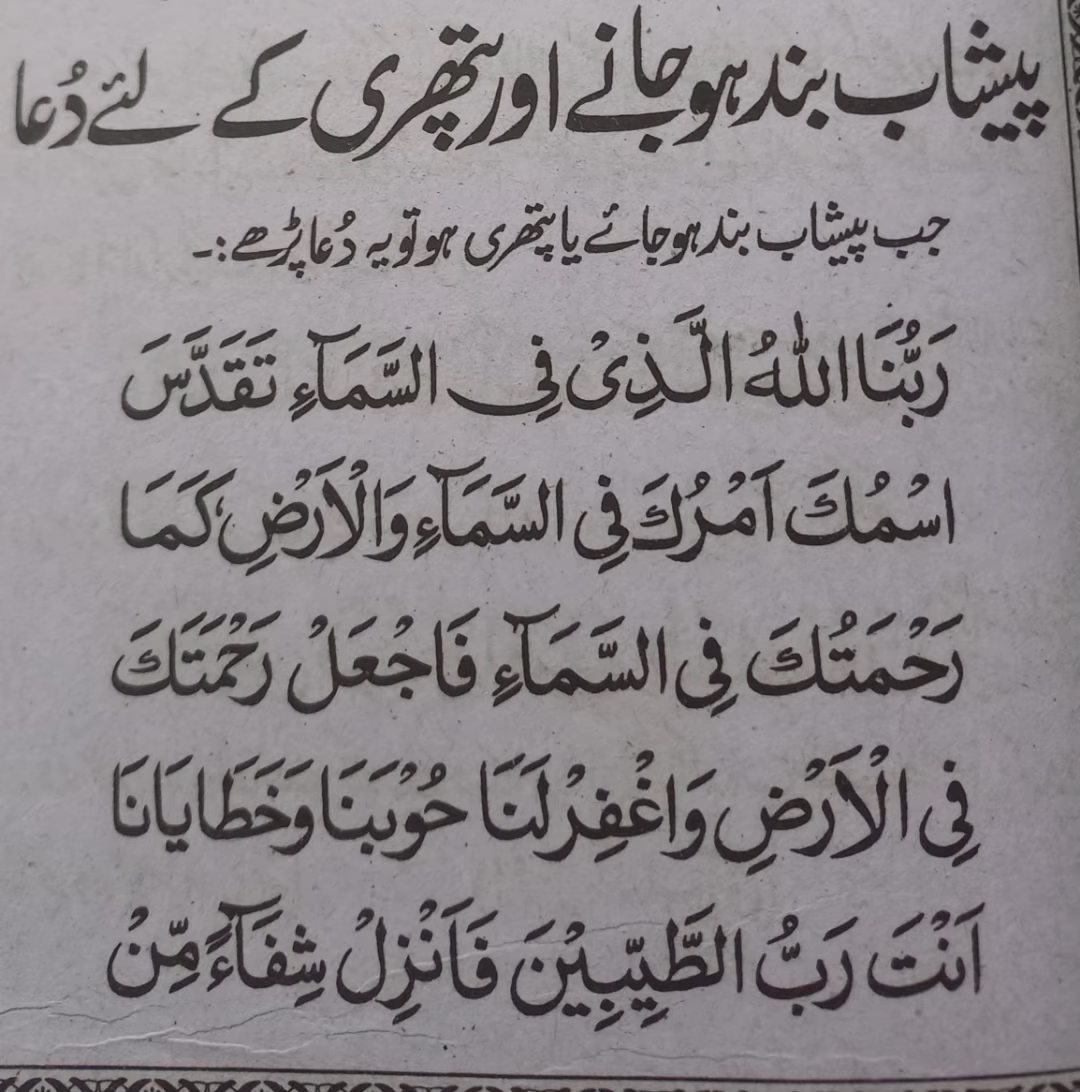 پیشاب بند ہو جانے اور پتھری کے لئے دُعا
جب پیشاب بند ہو جائے یا پتھری ہو تو یہ دُعا پڑھے :۔
رَبُّنَا اللّٰهُ الَّذِیْ فِی السَّمَآءِ تَقَدَّسَ
اسْمُكَ اَمْرُكَ فِی السَّمَآءِ وَالْاَرْضِ كَمَا
رَحْمَتُكَ فِی السَّمَآءِ فَاجْعَلْ رَحْمَتَكَ
فِی الْاَرْضِ وَاغْفِرْ لَنَا حُوْبَنَا وَخَطَايَانَا
اَنْتَ رَبُّ الطَّيِّبِيْنَ فَاَنْزِلْ شِفَآءً مِّنْ